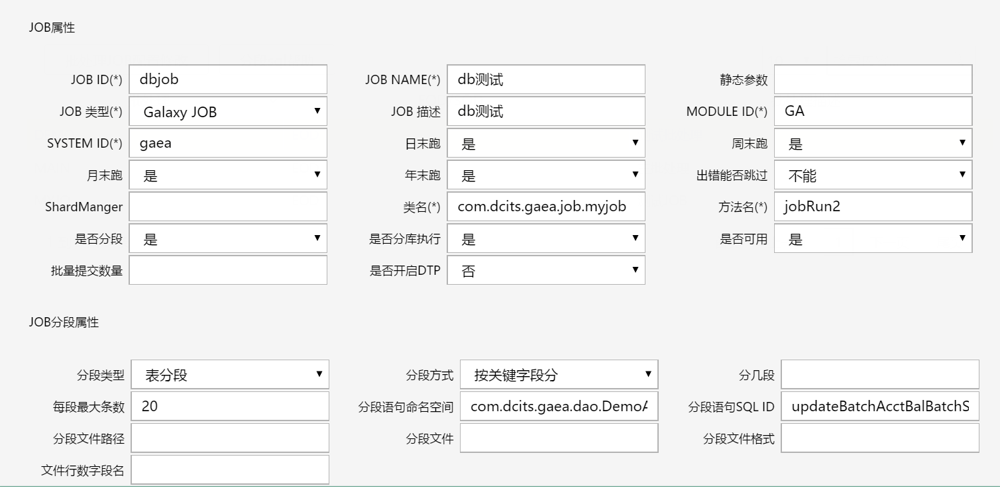 JOB属性
JOB ID(*) dbjob JOB NAME(*) db测试 静态参数
JOB 类型(*) Galaxy JOB JOB 描述 db测试 MODULE ID(*) GA
SYSTEM ID(*) gaea 日末跑 是 周末跑 是
月末跑 是 年末跑 是 出错能否跳过 不能
ShardManger 类名(*) com.dcits.gaea.job.myjob 方法名(*) jobRun2
是否分段 是 是否分库执行 是 是否可用 是
批量提交数量 是否开启DTP 否
JOB分段属性
分段类型 表分段 分段方式 按关键字段分 分几段
每段最大条数 20 分段语句命名空间 com.dcits.gaea.dao.DemoA 分段语句SQL ID updateBatchAcctBalBatchS
分段文件路径 分段文件 分段文件格式
文件行数字段名